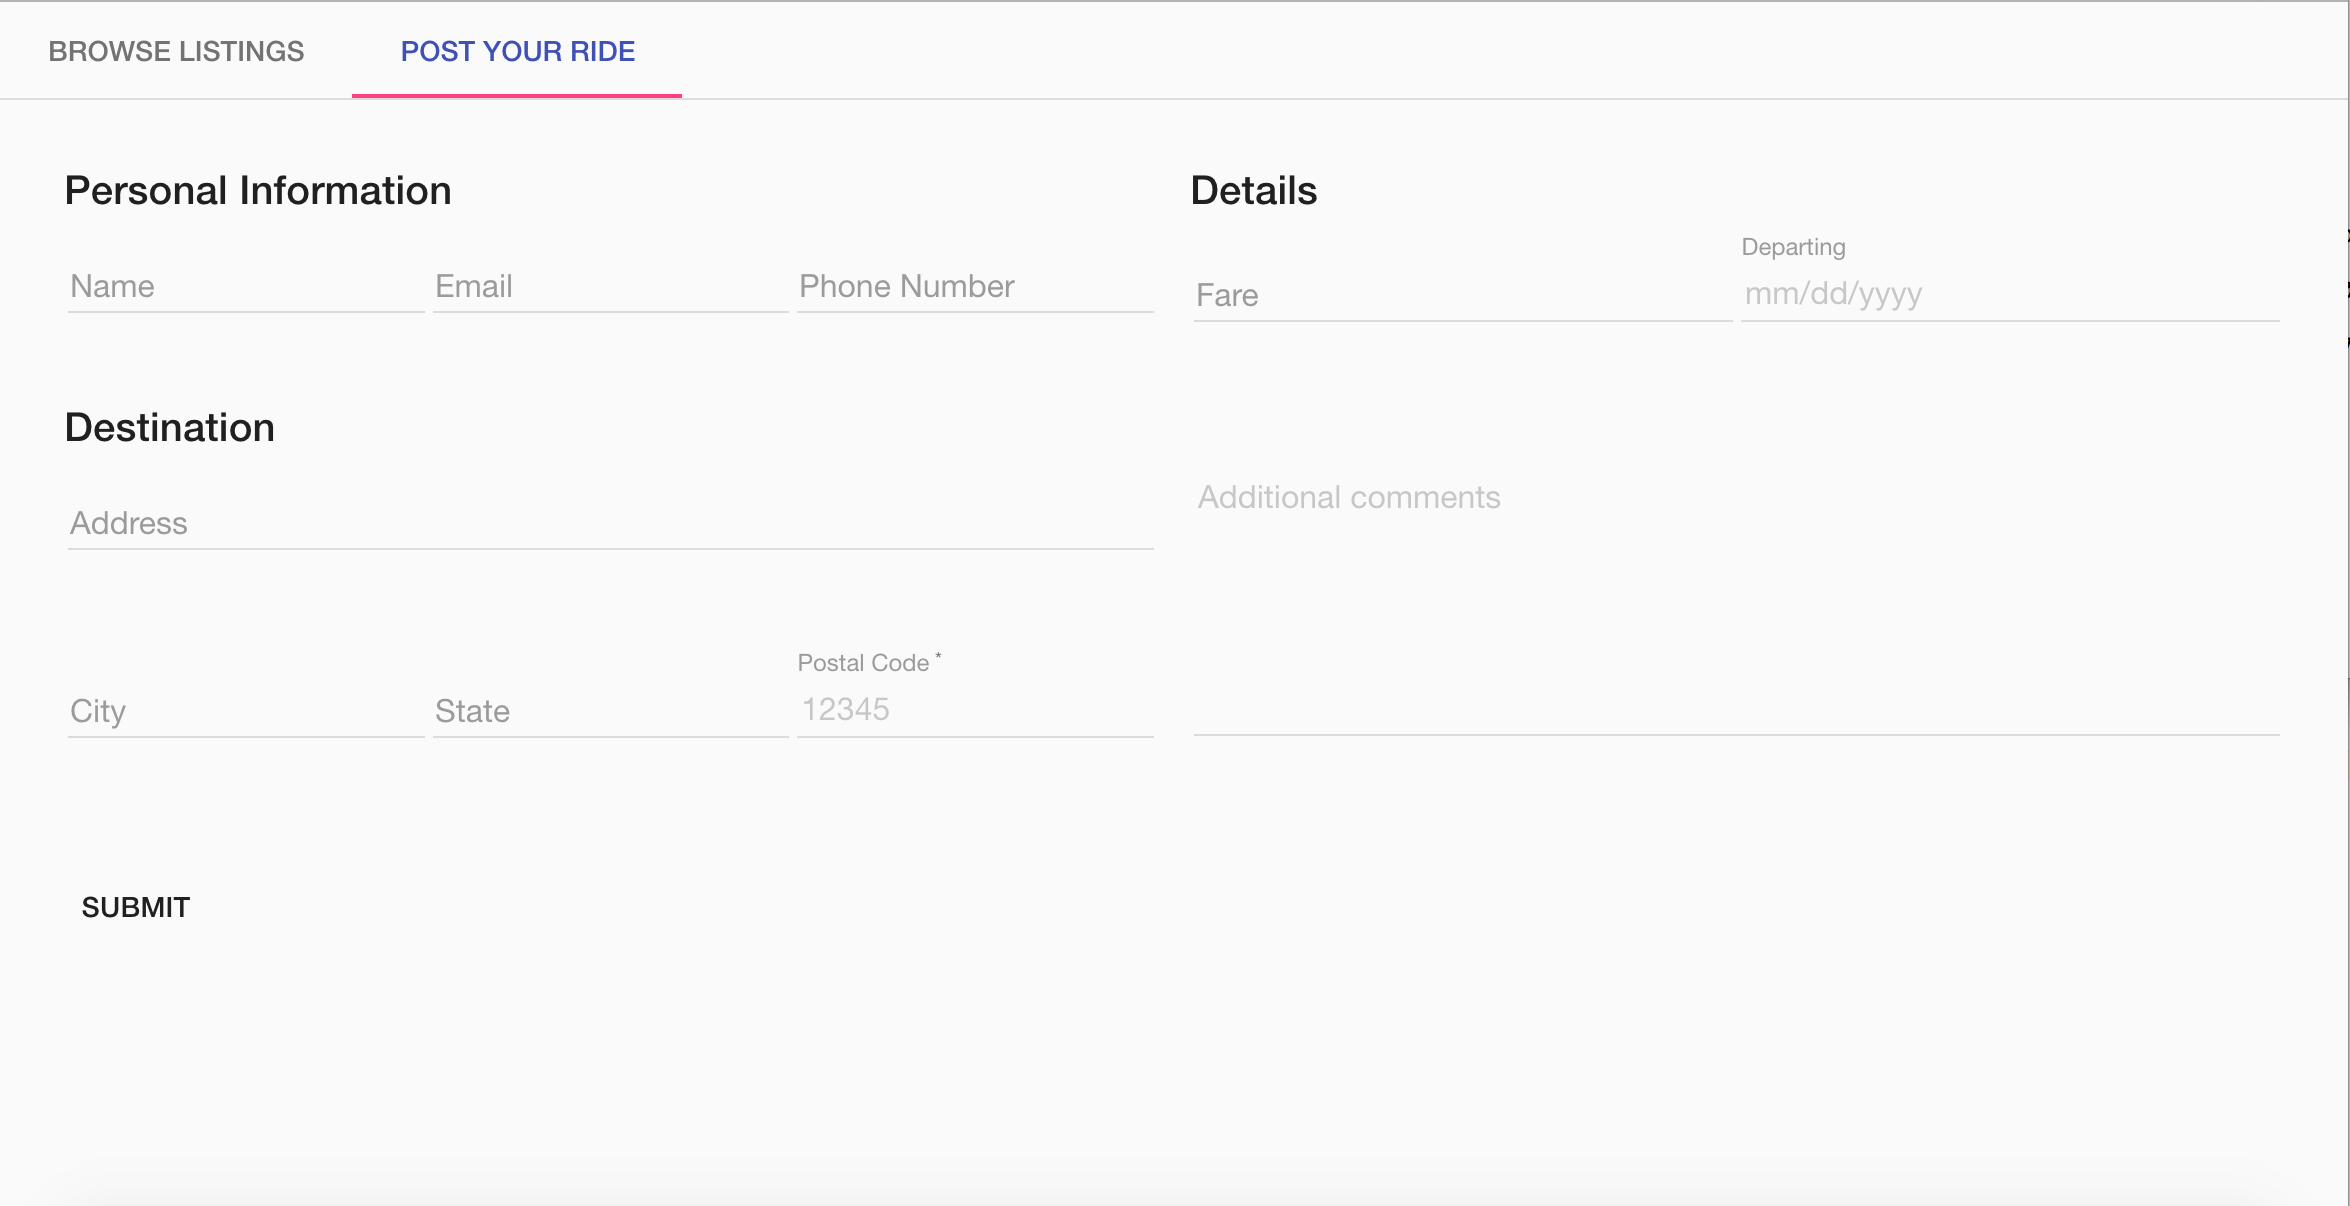 BROWSE LISTINGS
POST YOUR RIDE
Personal Information
Name
Email
Phone Number
Destination
Address
City
State
Postal Code *
12345
Details
Fare
Departing
mm/dd/yyyy
Additional comments
SUBMIT